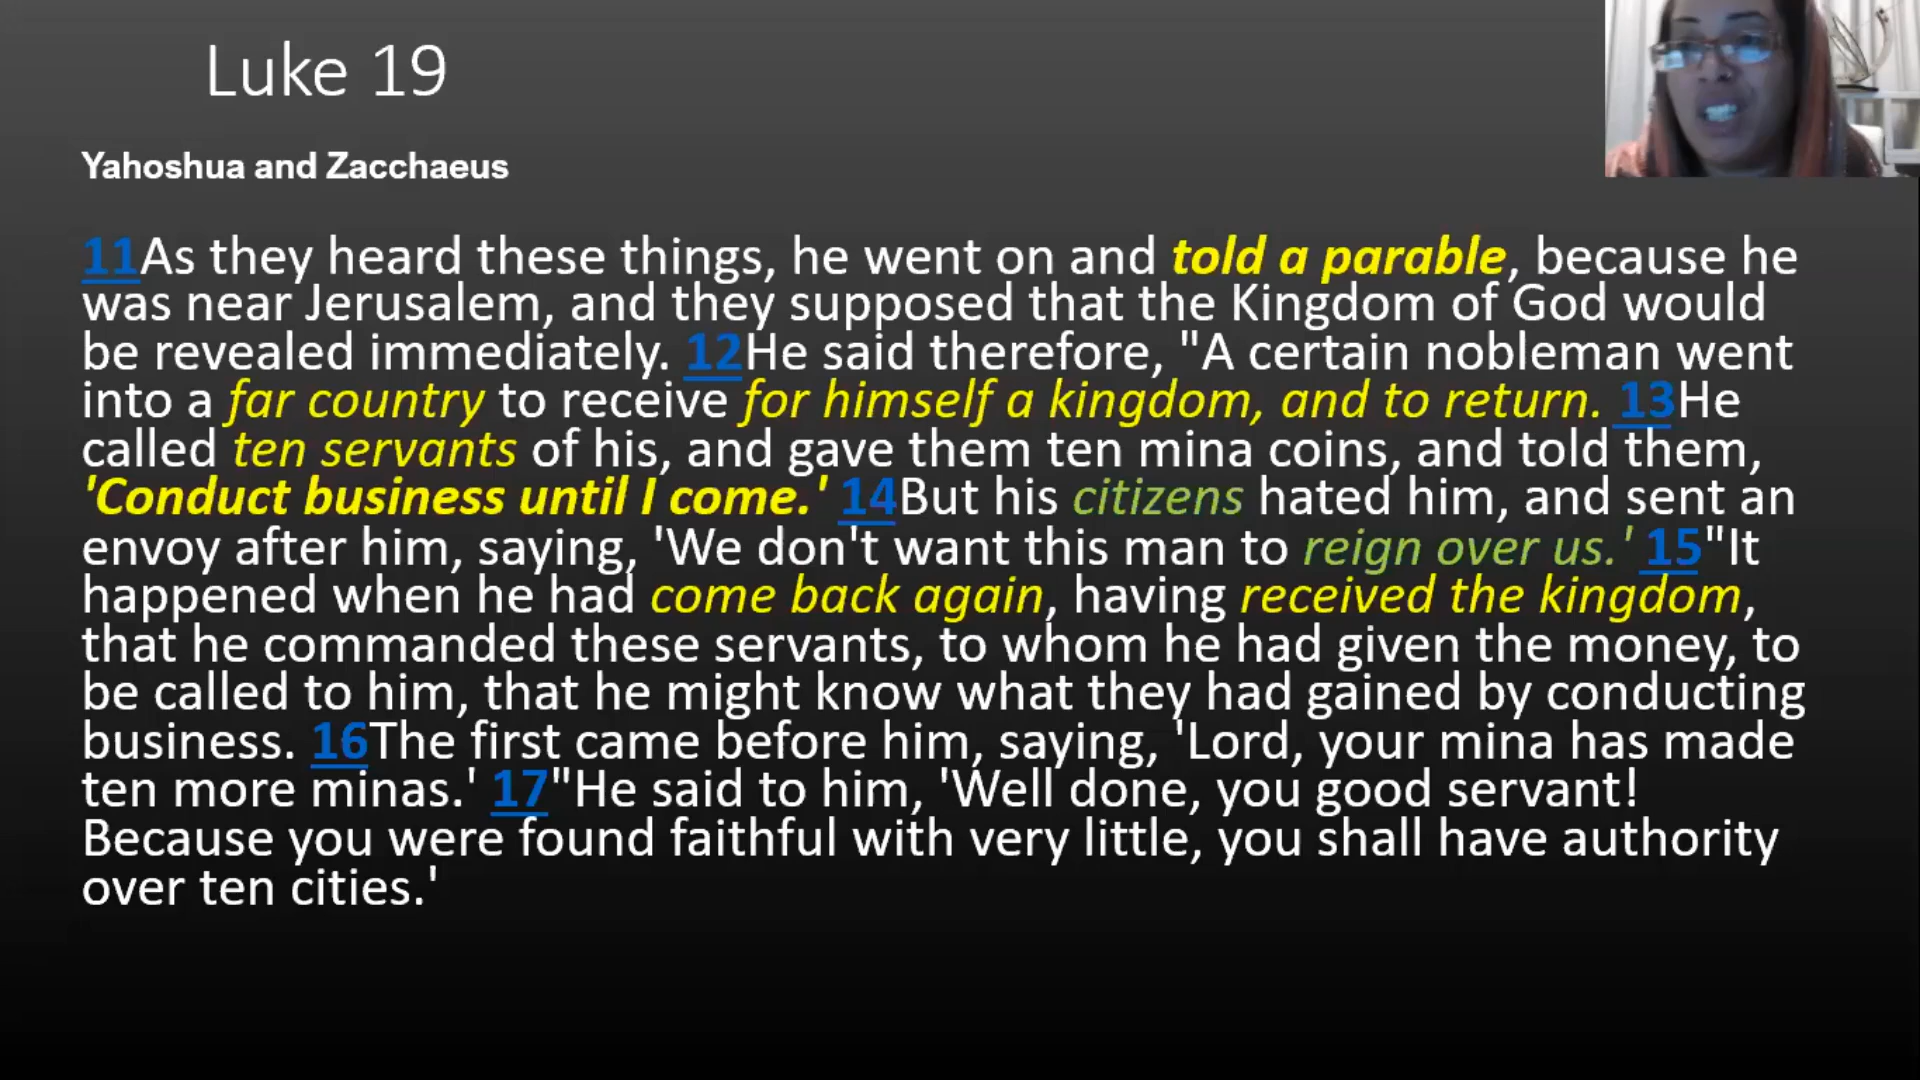 Luke 19
Yahoshua and Zacchaeus
11As they heard these things, he went on and told a parable, because he
was near Jerusalem, and they supposed that the Kingdom of God would
be revealed immediately. 12He said therefore, "A certain nobleman went
into a far country to receive for himself a kingdom, and to return. 13He
called ten servants of his, and gave them ten mina coins, and told them,
'Conduct business until I come.' 14But his citizens hated him, and sent an
envoy after him, saying, 'We don't want this man to reign over us.' 15"It
happened when he had come back again, having received the kingdom,
that he commanded these servants, to whom he had given the money, to
be called to him, that he might know what they had gained by conducting
business. 16The first came before him, saying, 'Lord, your mina has made
ten more minas.' 17"He said to him, 'Well done, you good servant!
Because you were found faithful with very little, you shall have authority
over ten cities.'